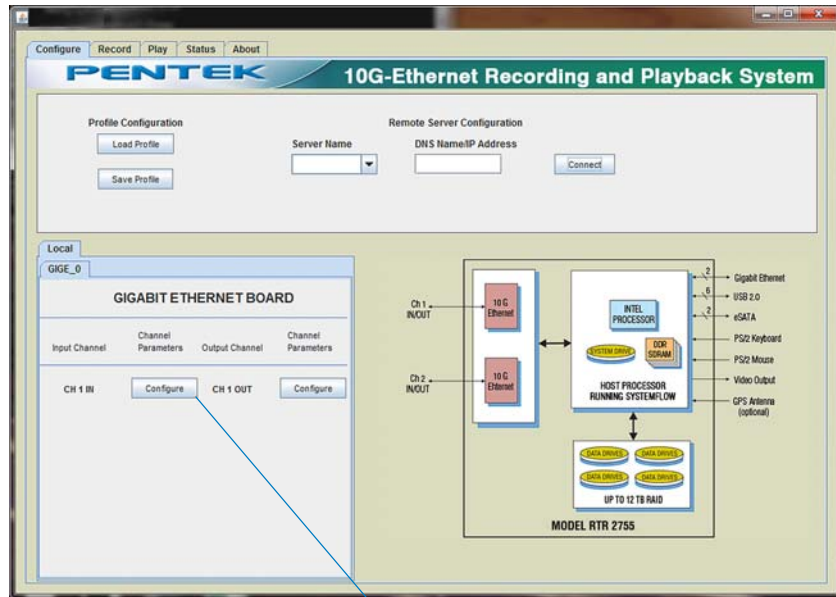 Configure Record Play Status About
PENTEK 10G-Ethernet Recording and Playback System
Profile Configuration
Load Profile
Save Profile
Remote Server Configuration
Server Name DNS Name/IP Address
Connect
Local
GIGE_0
GIGABIT ETHERNET BOARD
Input Channel Channel Parameters Output Channel Channel Parameters
CH 1 IN Configure CH 1 OUT Configure
Ch 1
IN/OUT
10 G
Ethernet
Ch 2
IN/OUT
10 G
Ethernet
INTEL
PROCESSOR
SYSTEM DRIVE
DDR
SDRAM
HOST PROCESSOR
RUNNING SYSTEMFLOW
2 Gigabit Ethernet
6 USB 2.0
2 eSATA
PS/2 Keyboard
PS/2 Mouse
Video Output
GPS Antenna
(optional)
DATA DRIVES DATA DRIVES
DATA DRIVES DATA DRIVES
UP TO 12 TB RAID
MODEL RTR 2755